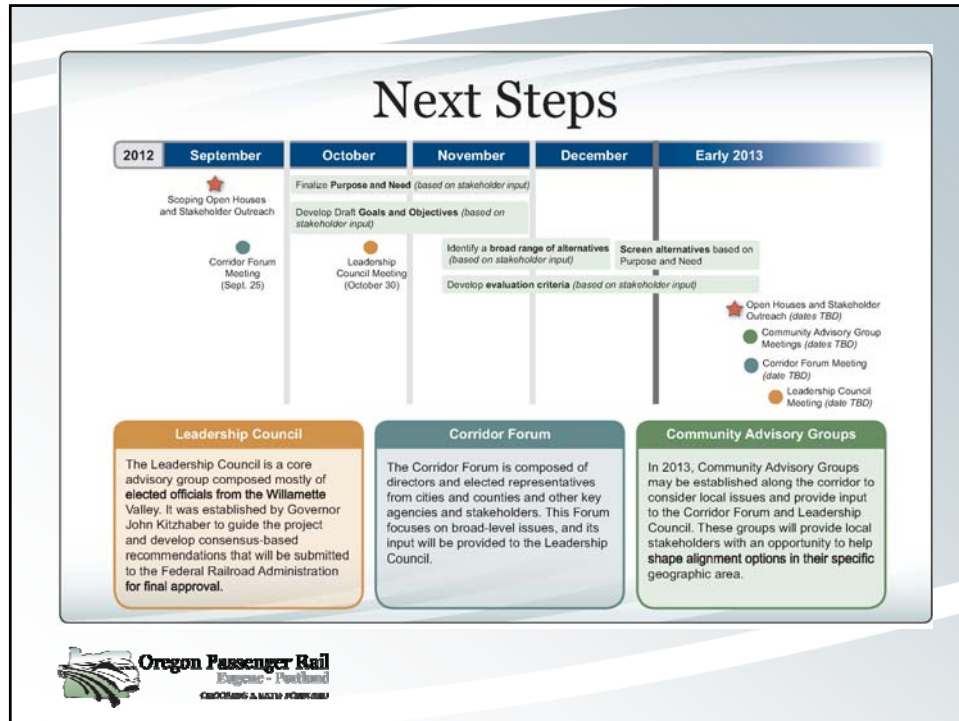 Next Steps
2012 September October November December Early 2013
Scoping Open Houses
and Stakeholder Outreach
Finalize Purpose and Need (based on stakeholder input)
Develop Draft Goals and Objectives (based on
stakeholder input)
Corridor Forum
Meeting
(Sept. 25)
Leadership
Council Meeting
(October 30)
Identify a broad range of alternatives
(based on stakeholder input)
Screen alternatives based on
Purpose and Need
Develop evaluation criteria (based on stakeholder input)
Open Houses and Stakeholder
Outreach (dates TBD)
Community Advisory Group
Meetings (dates TBD)
Corridor Forum Meeting
(date TBD)
Leadership Council
Meeting (date TBD)
Leadership Council
The Leadership Council is a core
advisory group composed mostly of
elected officials from the Willamette
Valley. It was established by Governor
John Kitzhaber to guide the project
and develop consensus-based
recommendations that will be submitted
to the Federal Railroad Administration
for final approval.
Corridor Forum
The Corridor Forum is composed of
directors and elected representatives
from cities and counties and other key
agencies and stakeholders. This Forum
focuses on broad-level issues, and its
input will be provided to the Leadership
Council.
Community Advisory Groups
In 2013, Community Advisory Groups
may be established along the corridor to
consider local issues and provide input
to the Corridor Forum and Leadership
Council. These groups will provide local
stakeholders with an opportunity to help
shape alignment options in their specific
geographic area.
Oregon Passenger Rail
Eugene - Portland